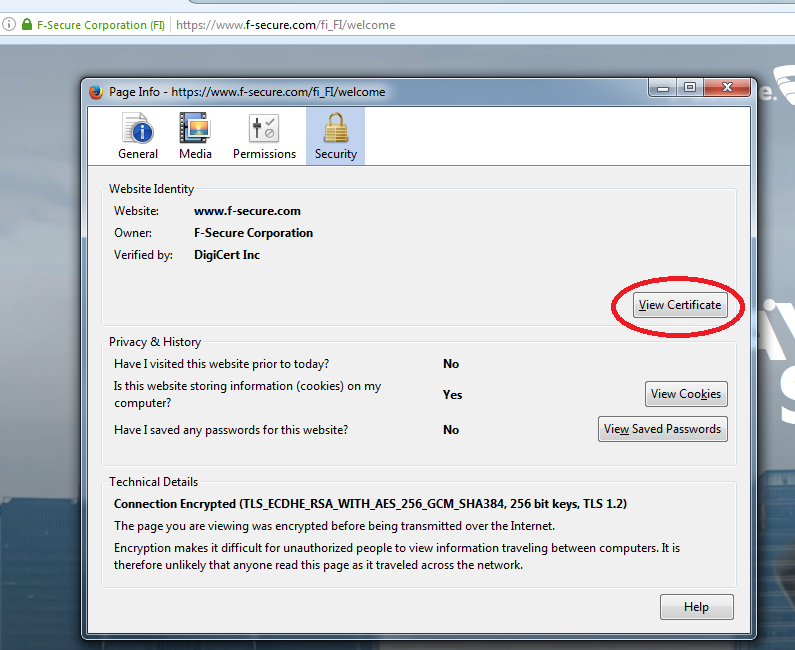 F-Secure Corporation (FI) https://www.f-secure.com/fi_FI/welcome
Page Info - https://www.f-secure.com/fi_FI/welcome
General Media Permissions Security
Website Identity
Website: www.f-secure.com
Owner: F-Secure Corporation
Verified by: DigiCert Inc
View Certificate
Privacy & History
Have I visited this website prior to today? No
Is this website storing information (cookies) on my
computer?
Yes
View Cookies
Have I saved any passwords for this website? No
View Saved Passwords
Technical Details
Connection Encrypted (TLS_ECDHE_RSA_WITH_AES_256_GCM_SHA384, 256 bit keys, TLS 1.2)
The page you are viewing was encrypted before being transmitted over the Internet.
Encryption makes it difficult for unauthorized people to view information traveling between computers. It is
therefore unlikely that anyone read this page as it traveled across the network.
Help